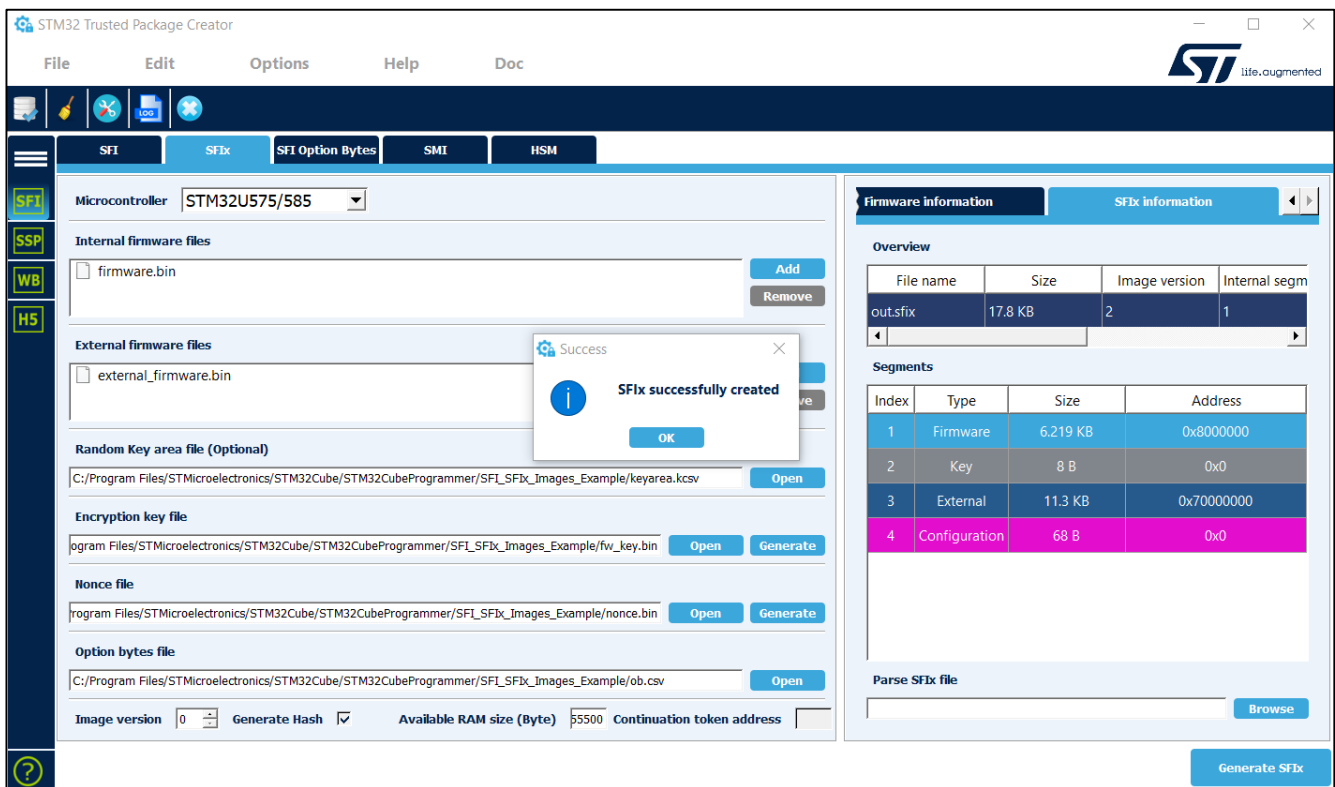 STM32 Trusted Package Creator
File Edit Options Help Doc
ST life.augmented
LOG
SFI SFIx SFI Option Bytes SMI HSM
SFI
SSP
WB
H5
Microcontroller STM32U575/585
Internal firmware files
firmware.bin
Add
Remove
External firmware files
external_firmware.bin
ve
Random Key area file (Optional)
C:/Program Files/STMicroelectronics/STM32Cube/STM32CubeProgrammer/SFI_SFIx_Images_Example/keyarea.kcsv Open
Encryption key file
ogram Files/STMicroelectronics/STM32Cube/STM32CubeProgrammer/SFI_SFIx_Images_Example/fw_key.bin Open Generate
Nonce file
rogram Files/STMicroelectronics/STM32Cube/STM32CubeProgrammer/SFI_SFIx_Images_Example/nonce.bin Open Generate
Option bytes file
C:/Program Files/STMicroelectronics/STM32Cube/STM32CubeProgrammer/SFI_SFIx_Images_Example/ob.csv Open
Image version 0 Generate Hash Available RAM size (Byte) 55500 Continuation token address
Success
i
SFIx successfully created
OK
Firmware information SFIx information
Overview
File name Size Image version Internal segm
out.sfix 17.8 KB 2 1
Segments
Index Type Size Address
1 Firmware 6.219 KB 0x8000000
2 Key 8 B 0x0
3 External 11.3 KB 0x70000000
4 Configuration 68 B 0x0
Parse SFIx file
Browse
?
Generate SFIx